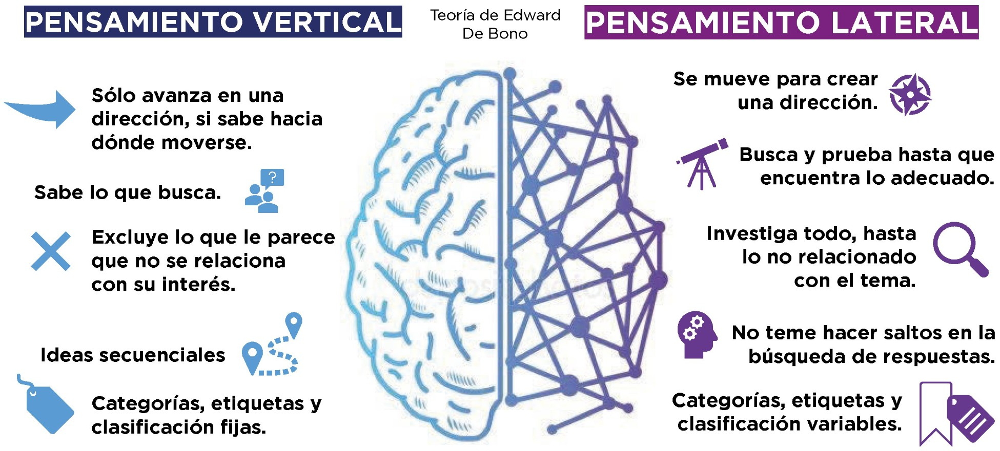 PENSAMIENTO VERTICAL
Teoría de Edward
De Bono
PENSAMIENTO LATERAL
Sólo avanza en una
dirección, si sabe hacia
dónde moverse.
Sabe lo que busca.
?
Excluye lo que le parece
que no se relaciona
con su interés.
Ideas secuenciales
Categorías, etiquetas y
clasificación fijas.
Se mueve para crear
una dirección.
Busca y prueba hasta que
encuentra lo adecuado.
Investiga todo, hasta
lo no relacionado
con el tema.
No teme hacer saltos en la
búsqueda de respuestas.
Categorías, etiquetas y
clasificación variables.